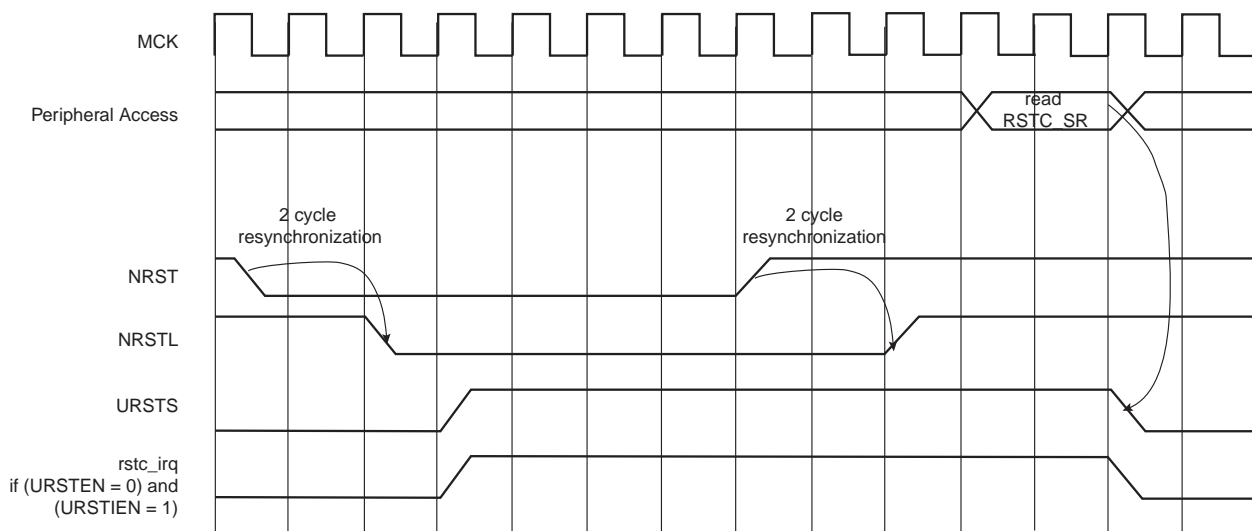 MCK
Peripheral Access
read
RSTC_SR
2 cycle
resynchronization
2 cycle
resynchronization
NRST
NRSTL
URSTS
rstc_irq
if (URSTEN = 0) and
(URSTIEN = 1)